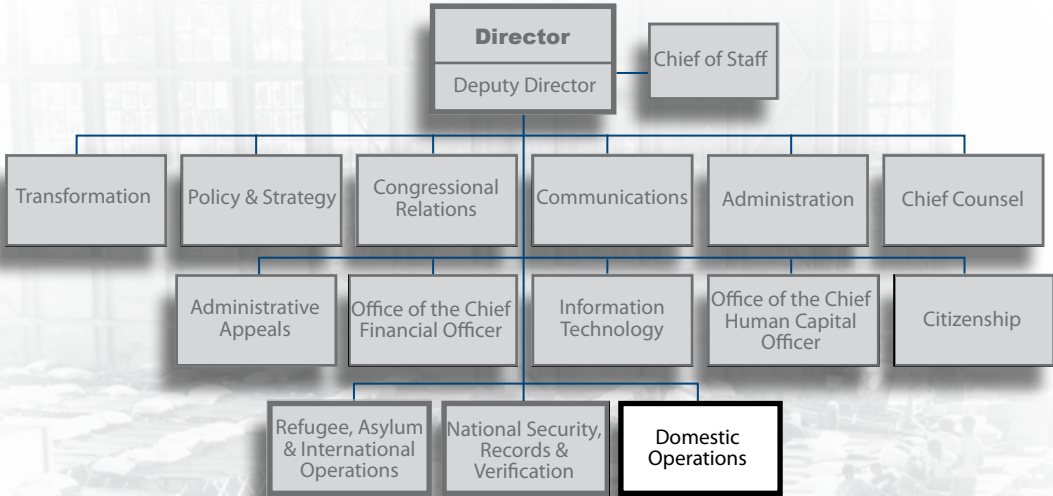 Director
Deputy Director
Chief of Staff
Transformation
Policy & Strategy
Congressional
Relations
Communications
Administration
Chief Counsel
Administrative
Appeals
Office of the Chief
Financial Officer
Information
Technology
Office of the Chief
Human Capital
Officer
Citizenship
Refugee, Asylum
& International
Operations
National Security,
Records &
Verification
Domestic
Operations